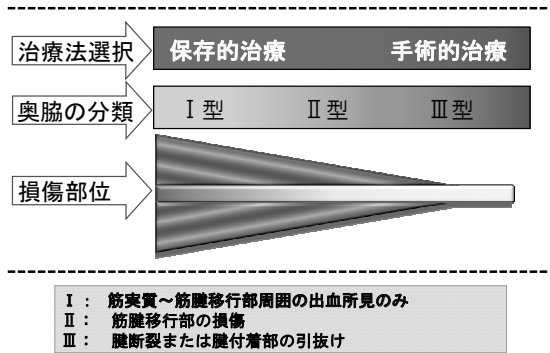 治療法選択 保存的治療 手術的治療
奥脇の分類 Ⅰ型 Ⅱ型 Ⅲ型
損傷部位
Ⅰ： 筋実質～筋腱移行部周囲の出血所見のみ
Ⅱ： 筋腱移行部の損傷
Ⅲ： 腱断裂または腱付着部の引抜け